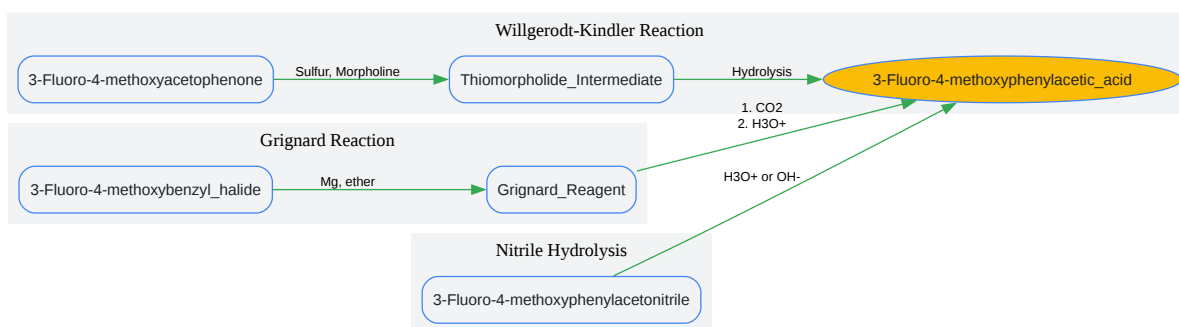 Willgerodt-Kindler Reaction
3-Fluoro-4-methoxyacetophenone
Sulfur, Morpholine
Thiomorpholide_Intermediate
Hydrolysis
3-Fluoro-4-methoxyphenylacetic_acid
1. CO2
2. H3O+
Grignard Reaction
3-Fluoro-4-methoxybenzyl_halide
Mg, ether
Grignard_Reagent
H3O+ or OH-
Nitrile Hydrolysis
3-Fluoro-4-methoxyphenylacetonitrile